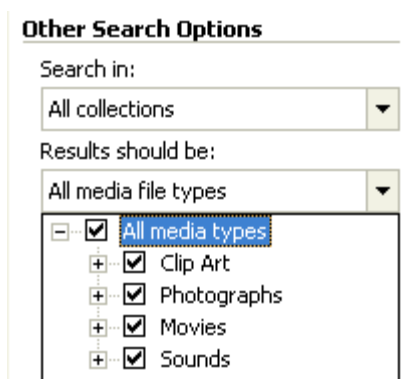 Other Search Options
Search in:
All collections
Results should be:
All media file types
All media types
Clip Art
Photographs
Movies
Sounds